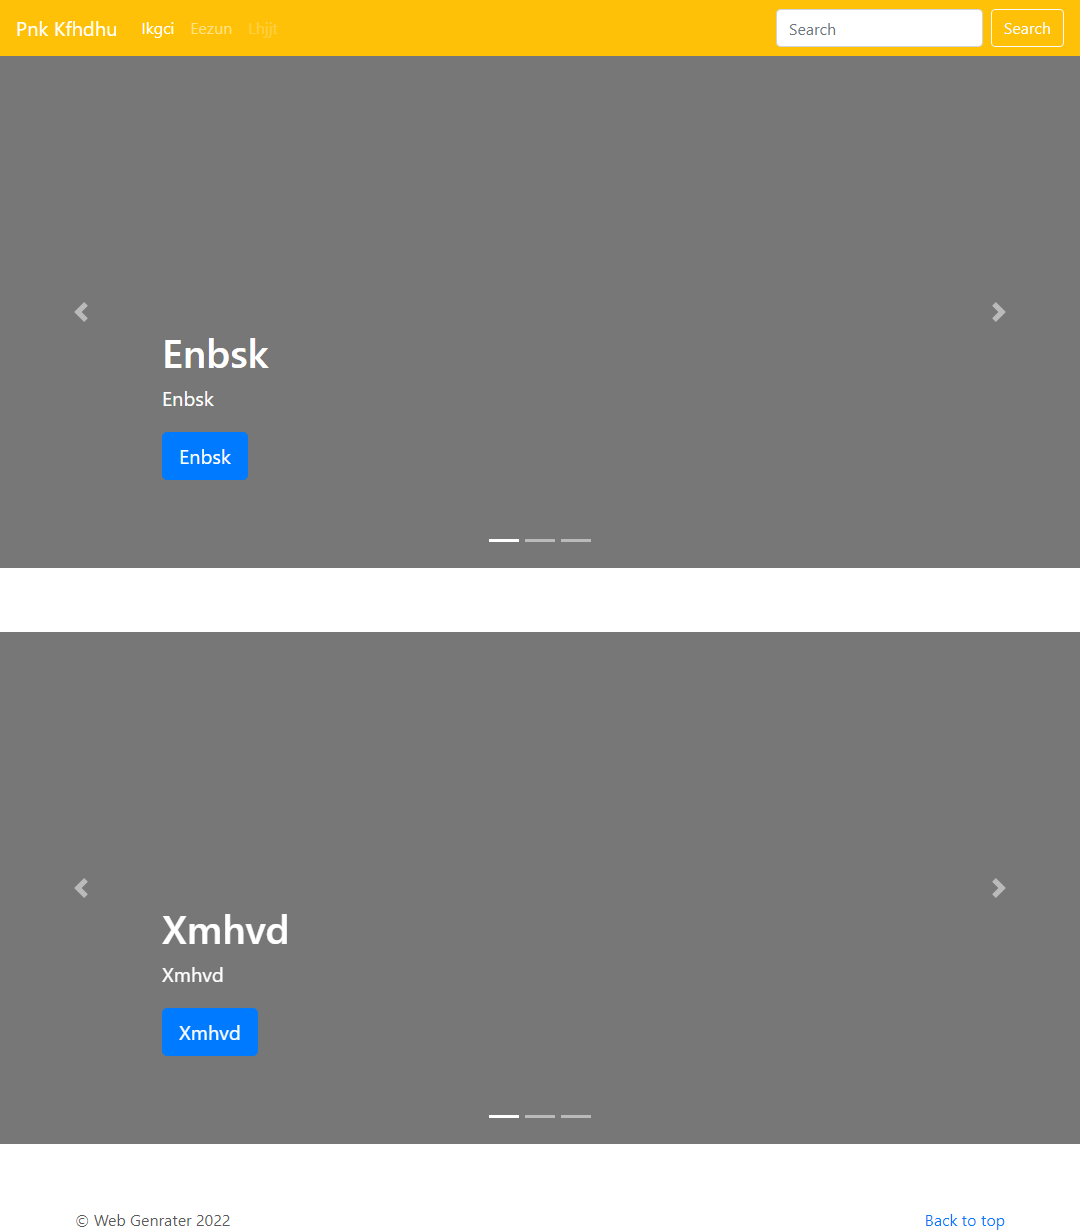 Pnk Kfhdhu Ikgci Eezun Lhjjt Search Search
Enbsk
Enbsk
Enbsk
Xmhvd
Xmhvd
Xmhvd
© Web Genrater 2022 Back to top